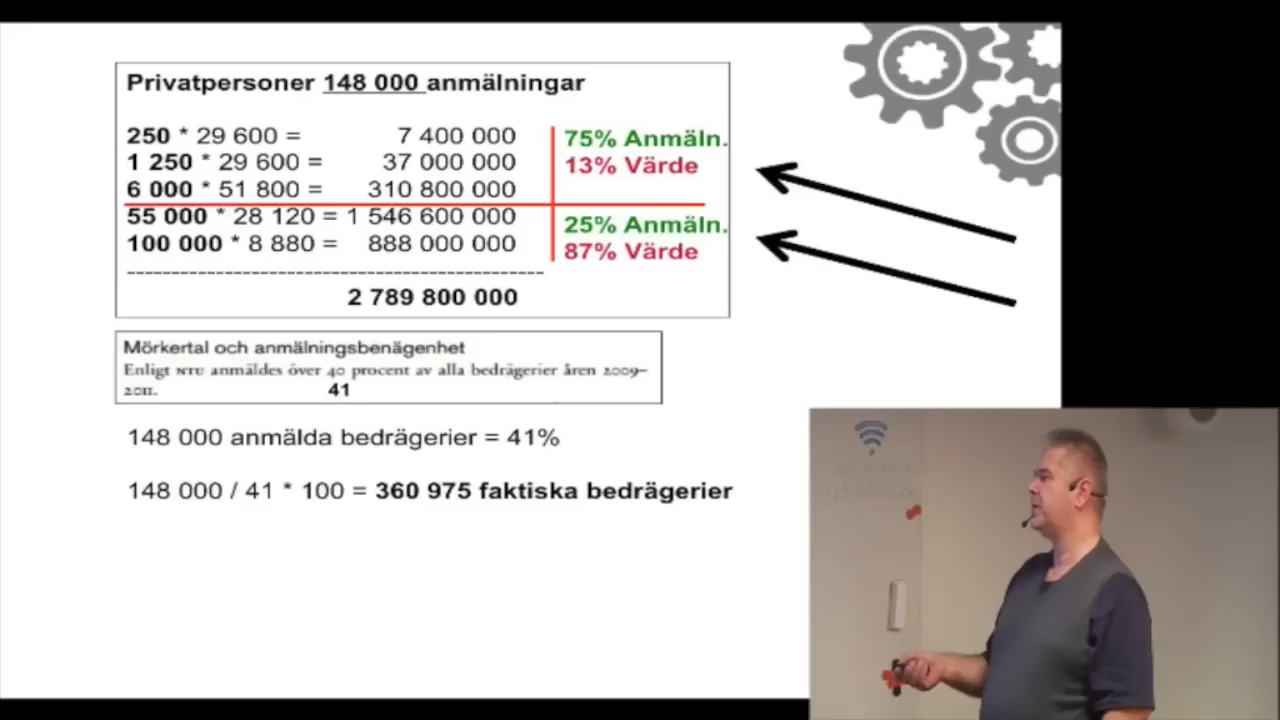 Privatpersoner 148 000 anmälningar
250 * 29 600 = 7 400 000
1 250 * 29 600 = 37 000 000
6 000 * 51 800 = 310 800 000
55 000 * 28 120 = 1 546 600 000
100 000 * 8 880 = 888 000 000
75% Anmäln.
13% Värde
25% Anmäln.
87% Värde
--------------------------------------------------
2 789 800 000
Mörkertal och anmälningsbenägenhet
Enligt NTU anmäldes över 40 procent av alla bedrägerier åren 2009–
2011.
41
148 000 anmälda bedrägerier = 41%
148 000 / 41 * 100 = 360 975 faktiska bedrägerier